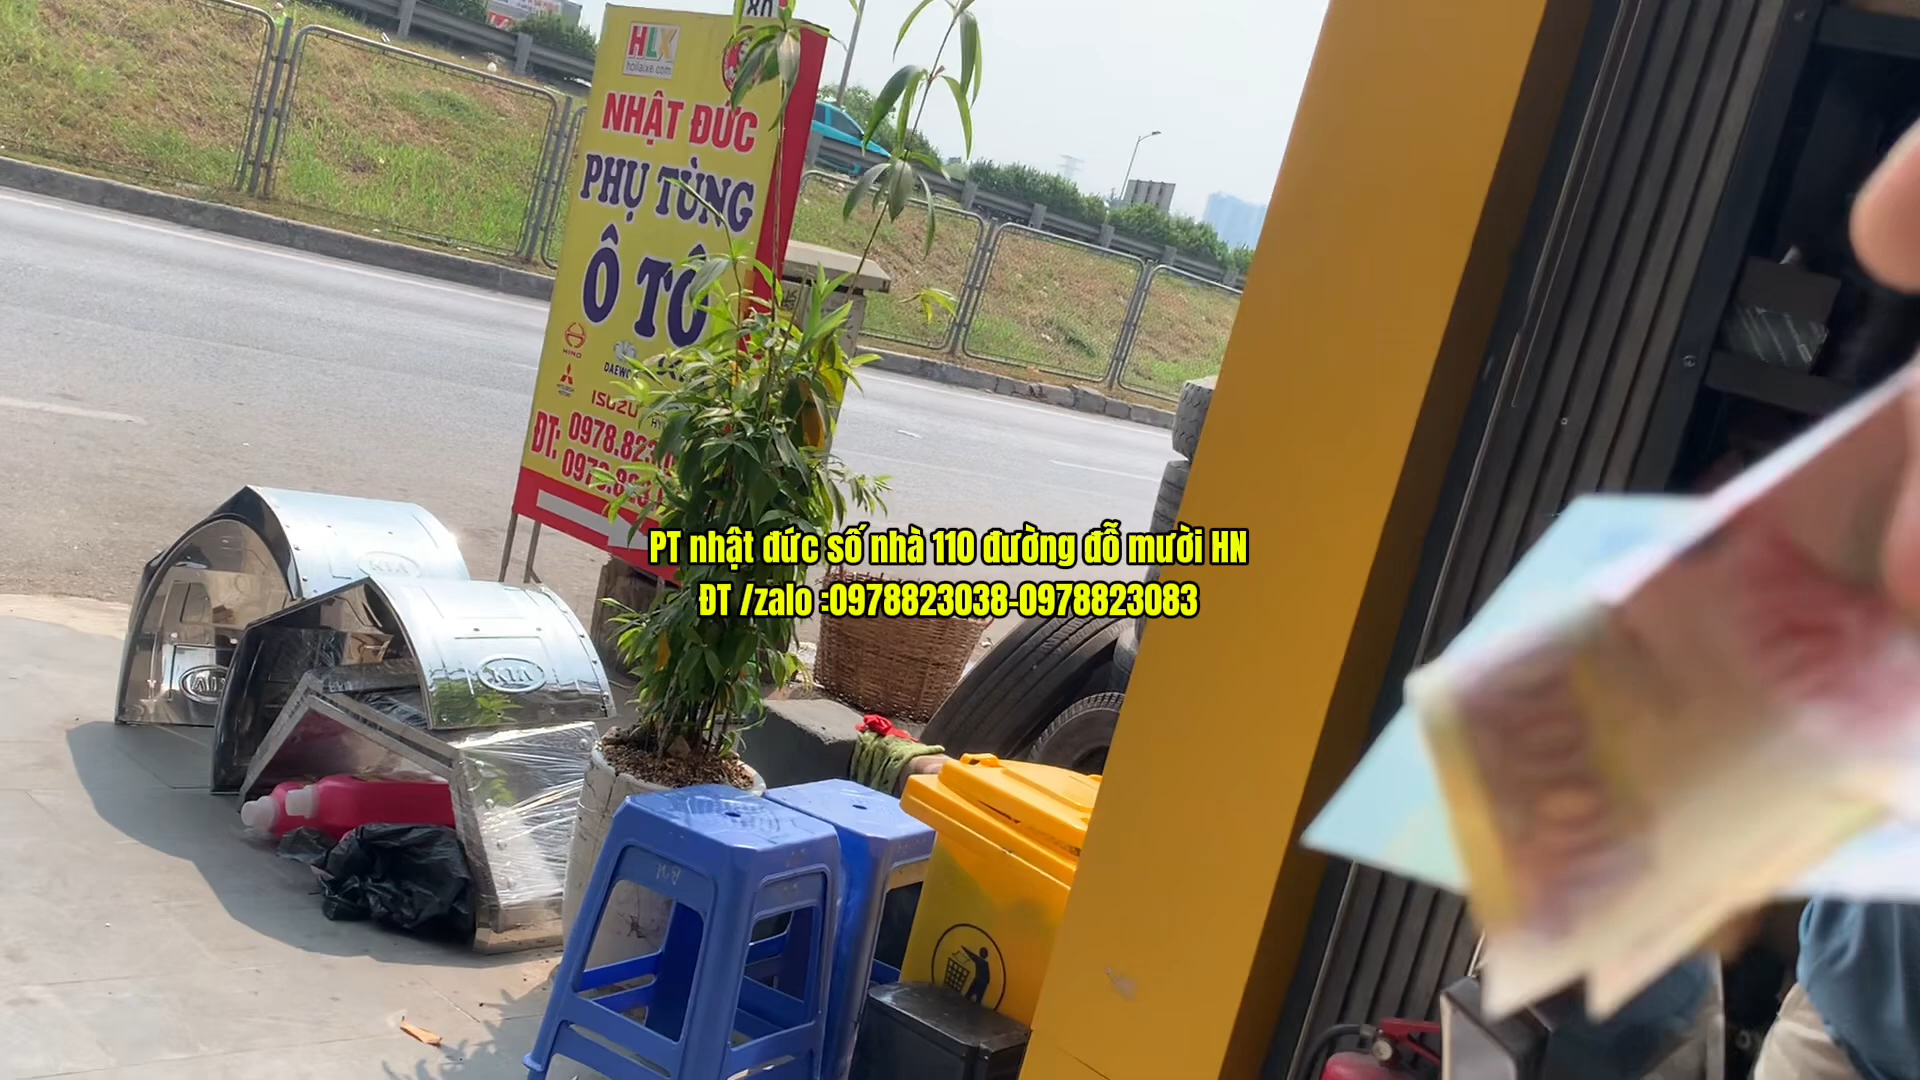 HLX
hoilaixe.com
NHẬT ĐỨC
PHỤ TÙNG
Ô TÔ
HINO
DAEWOO
MITSUBISHI
ISUZU
ĐT: 0978.823
PT nhật đức số nhà 110 đường đỗ mười HN
ĐT /zalo :0978823038-0978823083
KIA
KIA